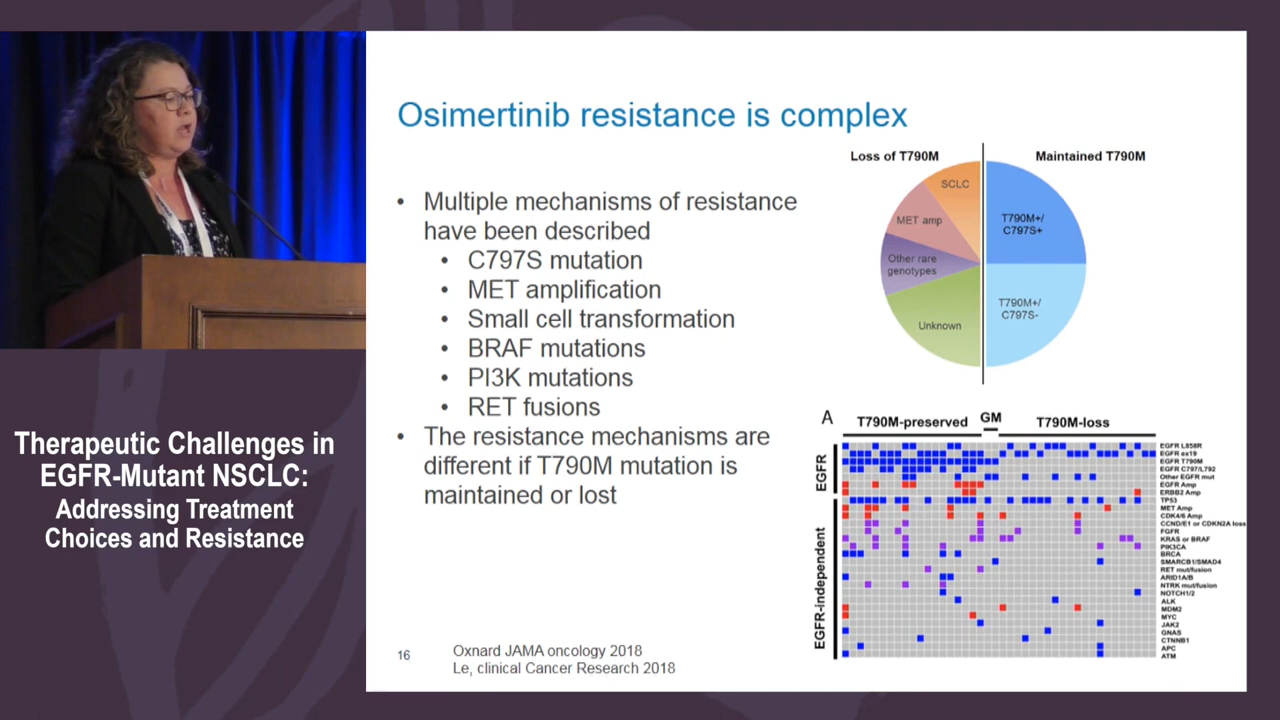 Osimertinib resistance is complex
• Multiple mechanisms of resistance
have been described
• C797S mutation
• MET amplification
• Small cell transformation
• BRAF mutations
• PI3K mutations
• RET fusions
• The resistance mechanisms are
different if T790M mutation is
maintained or lost
Loss of T790M
Maintained T790M
SCLC
MET amp
Other rare
genotypes
Unknown
T790M+/
C797S+
T790M+/
C797S-
A
T790M-preserved
GM
T790M-loss
EGFR
EGFR-independent
EGFR L858R
EGFR ex19
EGFR T790M
EGFR C797/L792
Other EGFR mut
EGFR Amp
ERBB2 Amp
TP53
MET Amp
CDK4/6 Amp
CCND/E1 or CDKN2A loss
FGFR
KRAS or BRAF
PIK3CA
BRCA
SMARCB1/SMAD4
RET mut/fusion
ARID1A/B
NTRK mut/fusion
NOTCH1/2
ALK
MDM2
MYC
JAK2
GNAS
CTNNB1
APC
ATM
16
Oxnard JAMA oncology 2018
Le, clinical Cancer Research 2018
Therapeutic Challenges in
EGFR-Mutant NSCLC:
Addressing Treatment
Choices and Resistance